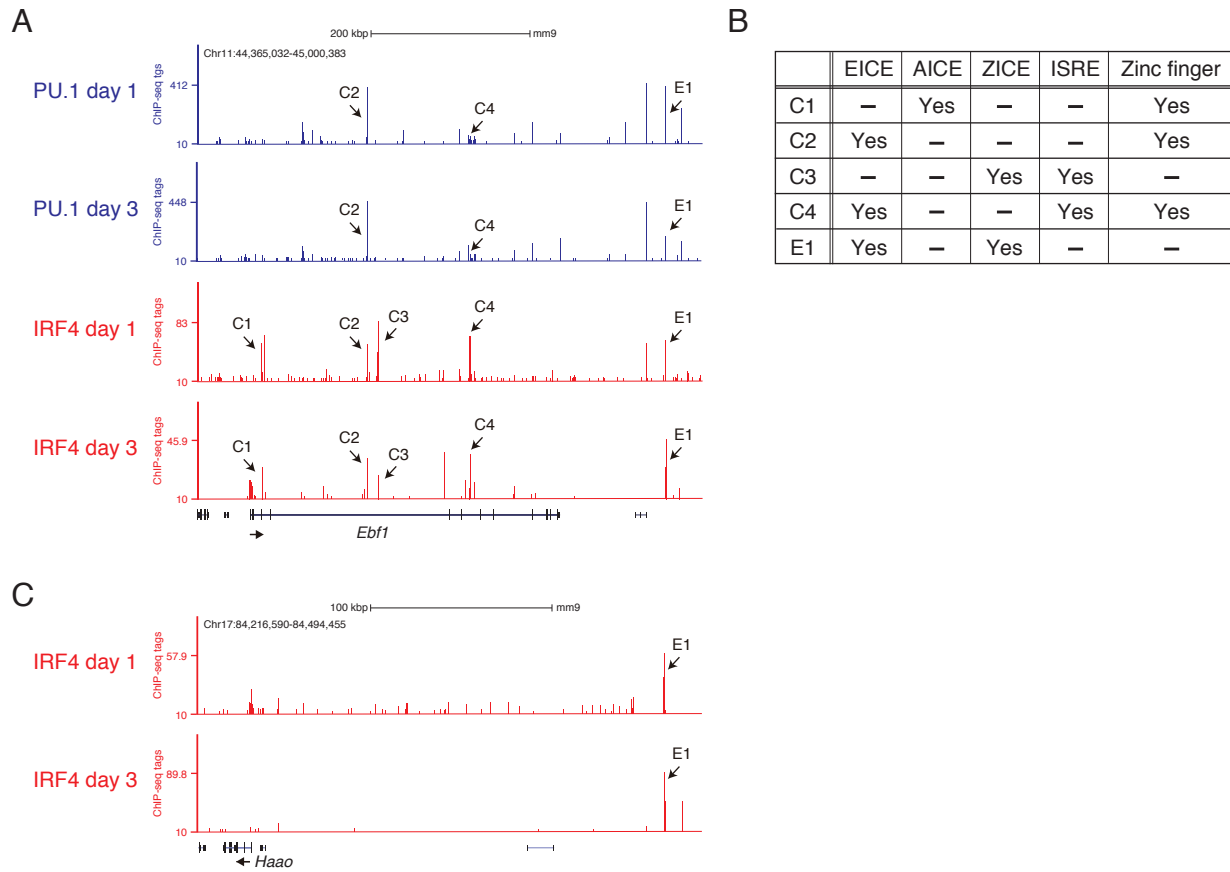 A
200 kbp mm9
Chr11:44,365,032-45,000,383
PU.1 day 1
ChIP-seq tgs
412
10
C2
C4
E1
PU.1 day 3
ChIP-seq tags
448
10
C2
C4
E1
IRF4 day 1
ChIP-seq tags
83
10
C1
C2
C3
C4
E1
IRF4 day 3
ChIP-seq tags
45.9
10
C1
C2
C3
C4
E1
Ebf1
B
EICE AICE ZICE ISRE Zinc finger
C1 – Yes – – Yes
C2 Yes – – – Yes
C3 – – Yes Yes –
C4 Yes – – Yes Yes
E1 Yes – Yes – –
C
100 kbp mm9
Chr17:84,216,590-84,494,455
IRF4 day 1
ChIP-seq tags
57.9
10
E1
IRF4 day 3
ChIP-seq tags
89.8
10
E1
Haao